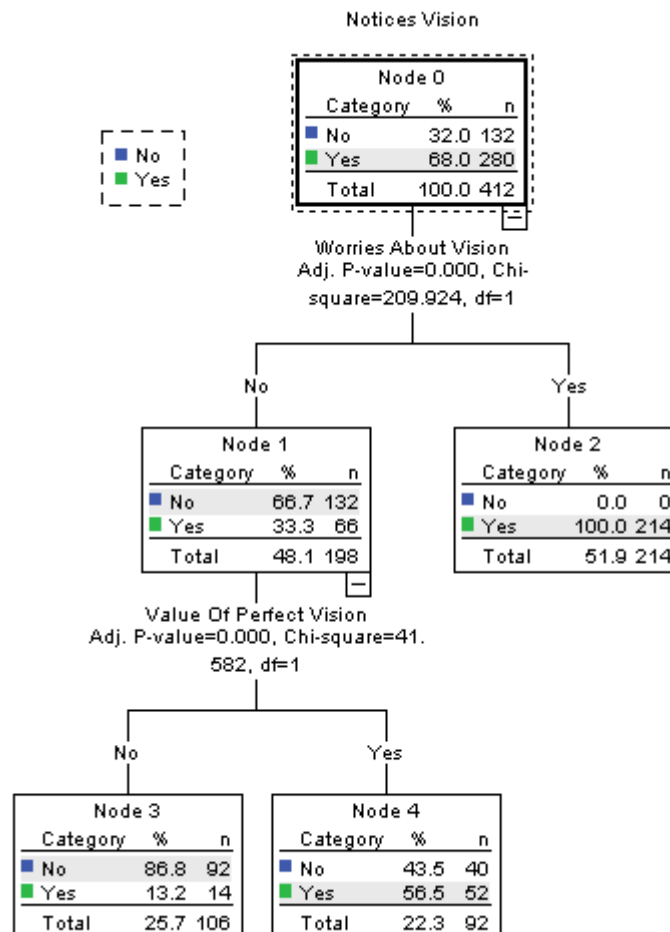 Notices Vision
Node 0
Category % n
No 32.0 132
Yes 68.0 280
Total 100.0 412
No
Yes
Worries About Vision
Adj. P-value=0.000, Chi-
square=209.924, df=1
No
Yes
Node 1
Category % n
No 66.7 132
Yes 33.3 66
Total 48.1 198
Node 2
Category % n
No 0.0 0
Yes 100.0 214
Total 51.9 214
Value Of Perfect Vision
Adj. P-value=0.000, Chi-square=41.
582, df=1
No
Yes
Node 3
Category % n
No 86.8 92
Yes 13.2 14
Total 25.7 106
Node 4
Category % n
No 43.5 40
Yes 56.5 52
Total 22.3 92